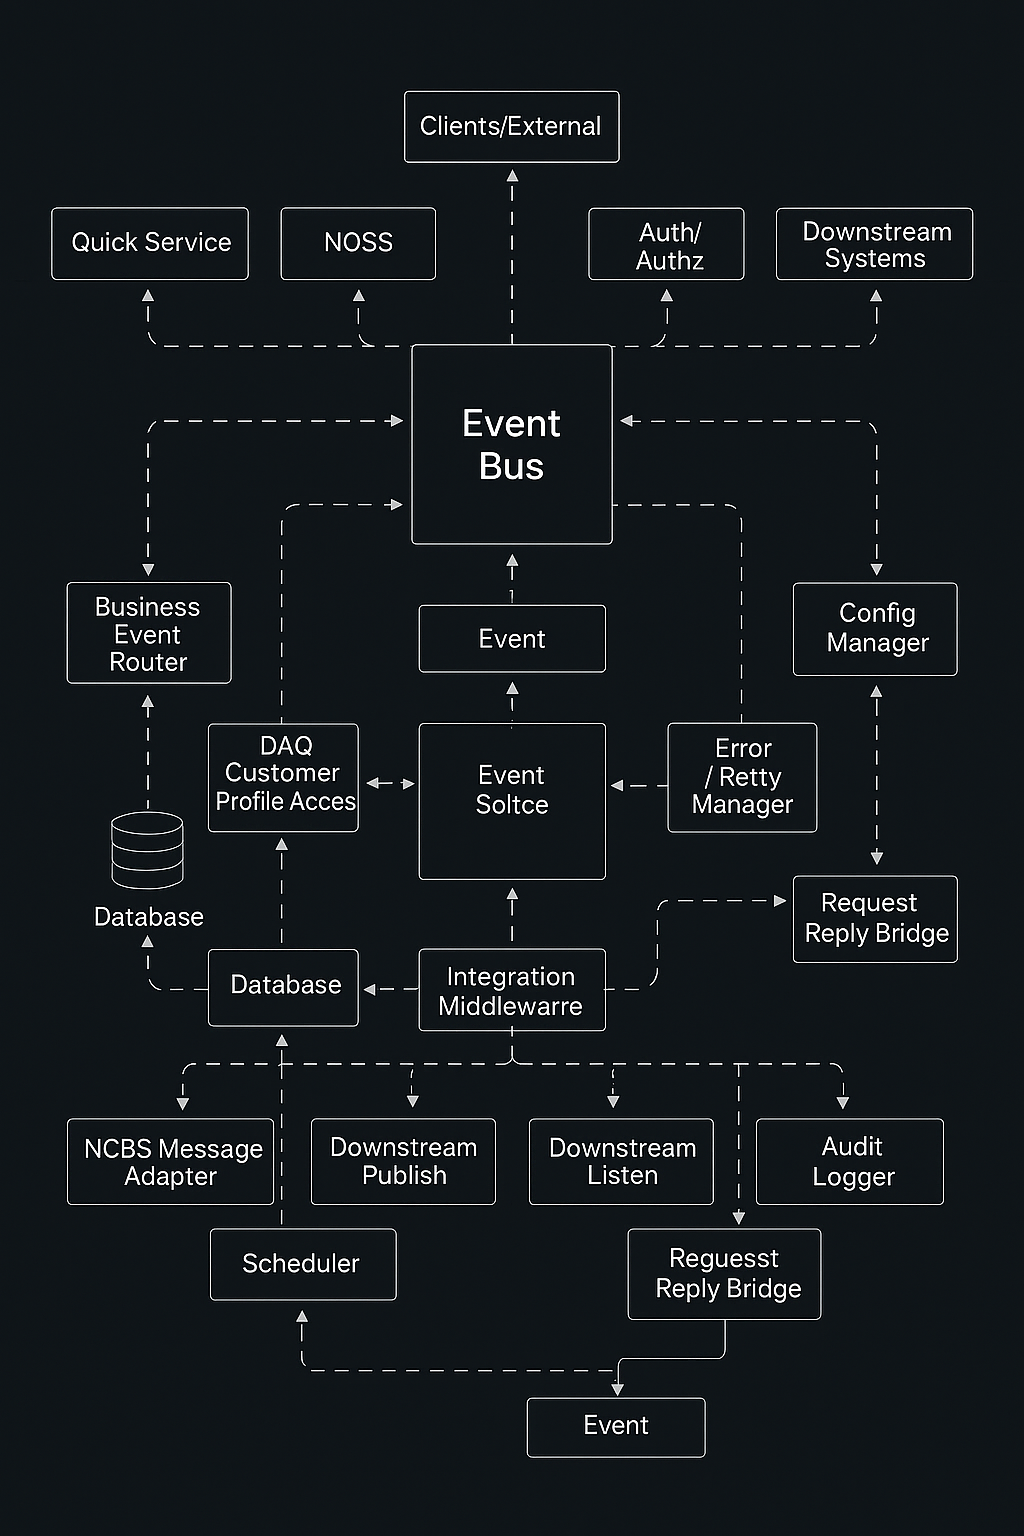 Clients/External
Quick Service
NOSS
Auth/
Authz
Downstream
Systems
Event
Bus
Business
Event
Router
Event
Config
Manager
DAQ
Customer
Profile Acces
Event
Soltce
Error
/ Retty
Manager
Database
Request
Reply Bridge
Database
Integration
Middlewarre
NCBS Message
Adapter
Downstream
Publish
Downstream
Listen
Audit
Logger
Scheduler
Reguesst
Reply Bridge
Event